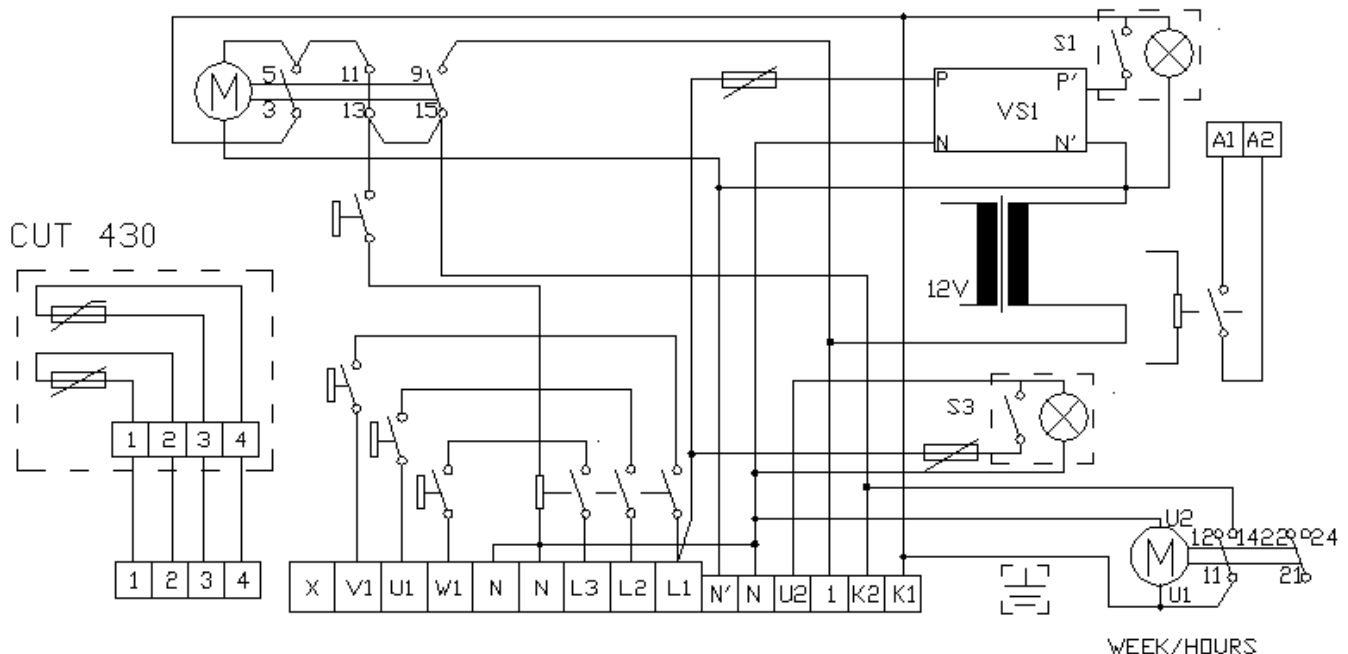 S1
P P'
VS1
N N'
M
5 11 9
3 13 15
A1 A2
CUT 430
12V
1 2 3 4
S3
U2
12 14 22 24
M
11 21
U1
1 2 3 4
X V1 U1 W1 N N L3 L2 L1 N' N U2 1 K2 K1
WEEK/HOURS